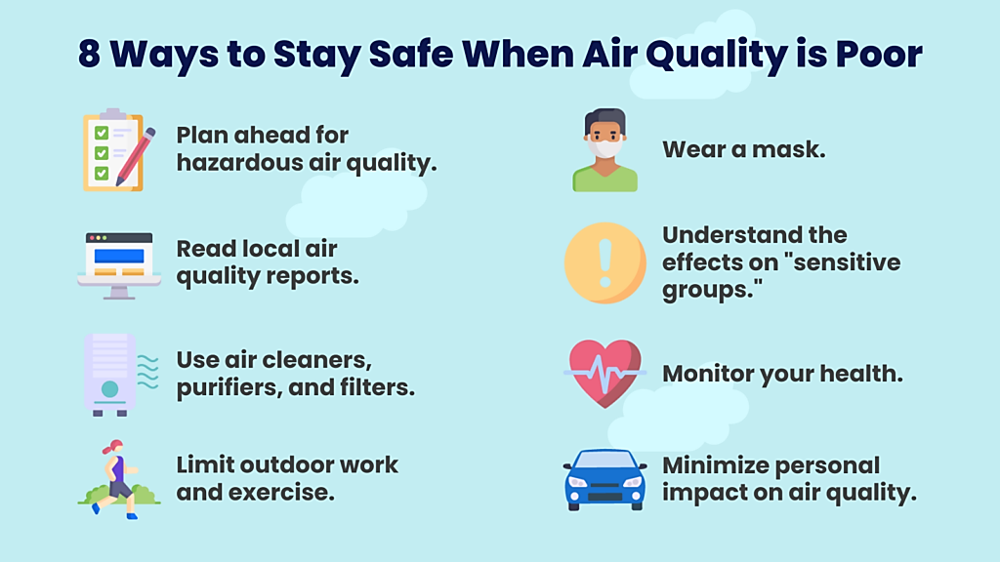 8 Ways to Stay Safe When Air Quality is Poor
Plan ahead for
hazardous air quality.
Read local air
quality reports.
Use air cleaners,
purifiers, and filters.
Limit outdoor work
and exercise.
Wear a mask.
Understand the
effects on "sensitive
groups."
Monitor your health.
Minimize personal
impact on air quality.